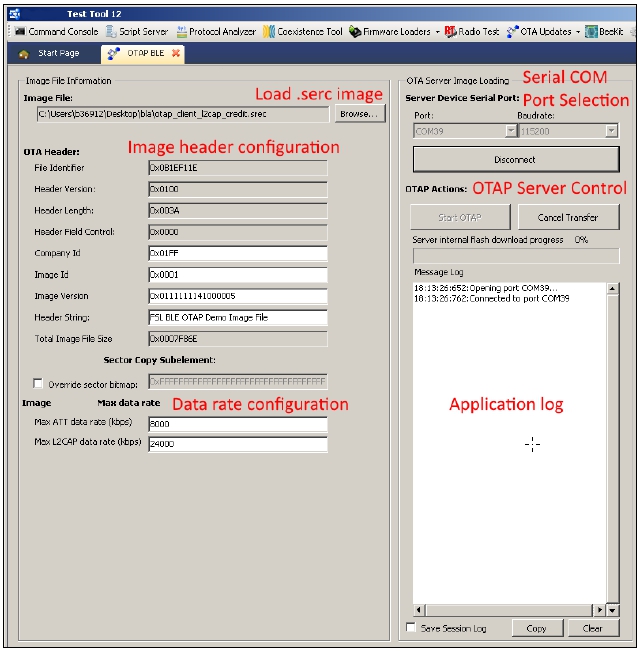 Test Tool 12
Command Console Script Server Protocol Analyzer Coexistence Tool Firmware Loaders Radio Test OTA Updates BeeKit
Start Page OTAP BLE
Image File Information
Image File:
Load .serc image
C:\Users\b36912\Desktop\bla\otap_client_l2cap_credit.srec Browse...
OTA Header:
Image header configuration
File Identifier 0x0B1EF11E
Header Version: 0x0100
Header Length: 0x003A
Header Field Control: 0x0000
Company Id 0x01FF
Image Id 0x0001
Image Version 0x0111111141000005
Header String: FSL BLE OTAP Demo Image File
Total Image File Size 0x0007F86E
Sector Copy Subelement:
Override sector bitmap:
Image Max data rate
Data rate configuration
Max ATT data rate (kbps) 8000
Max L2CAP data rate (kbps) 24000
OTA Server Image Loading
Serial COM
Server Device Serial Port:
Port Selection
Port: Baudrate:
COM39 115200
Disconnect
OTAP Actions: OTAP Server Control
Start OTAP Cancel Transfer
Server internal flash download progress 0%
Message Log
18:13:26:652:Opening port COM39...
18:13:26:762:Connected to port COM39
Application log
Save Session Log Copy Clear